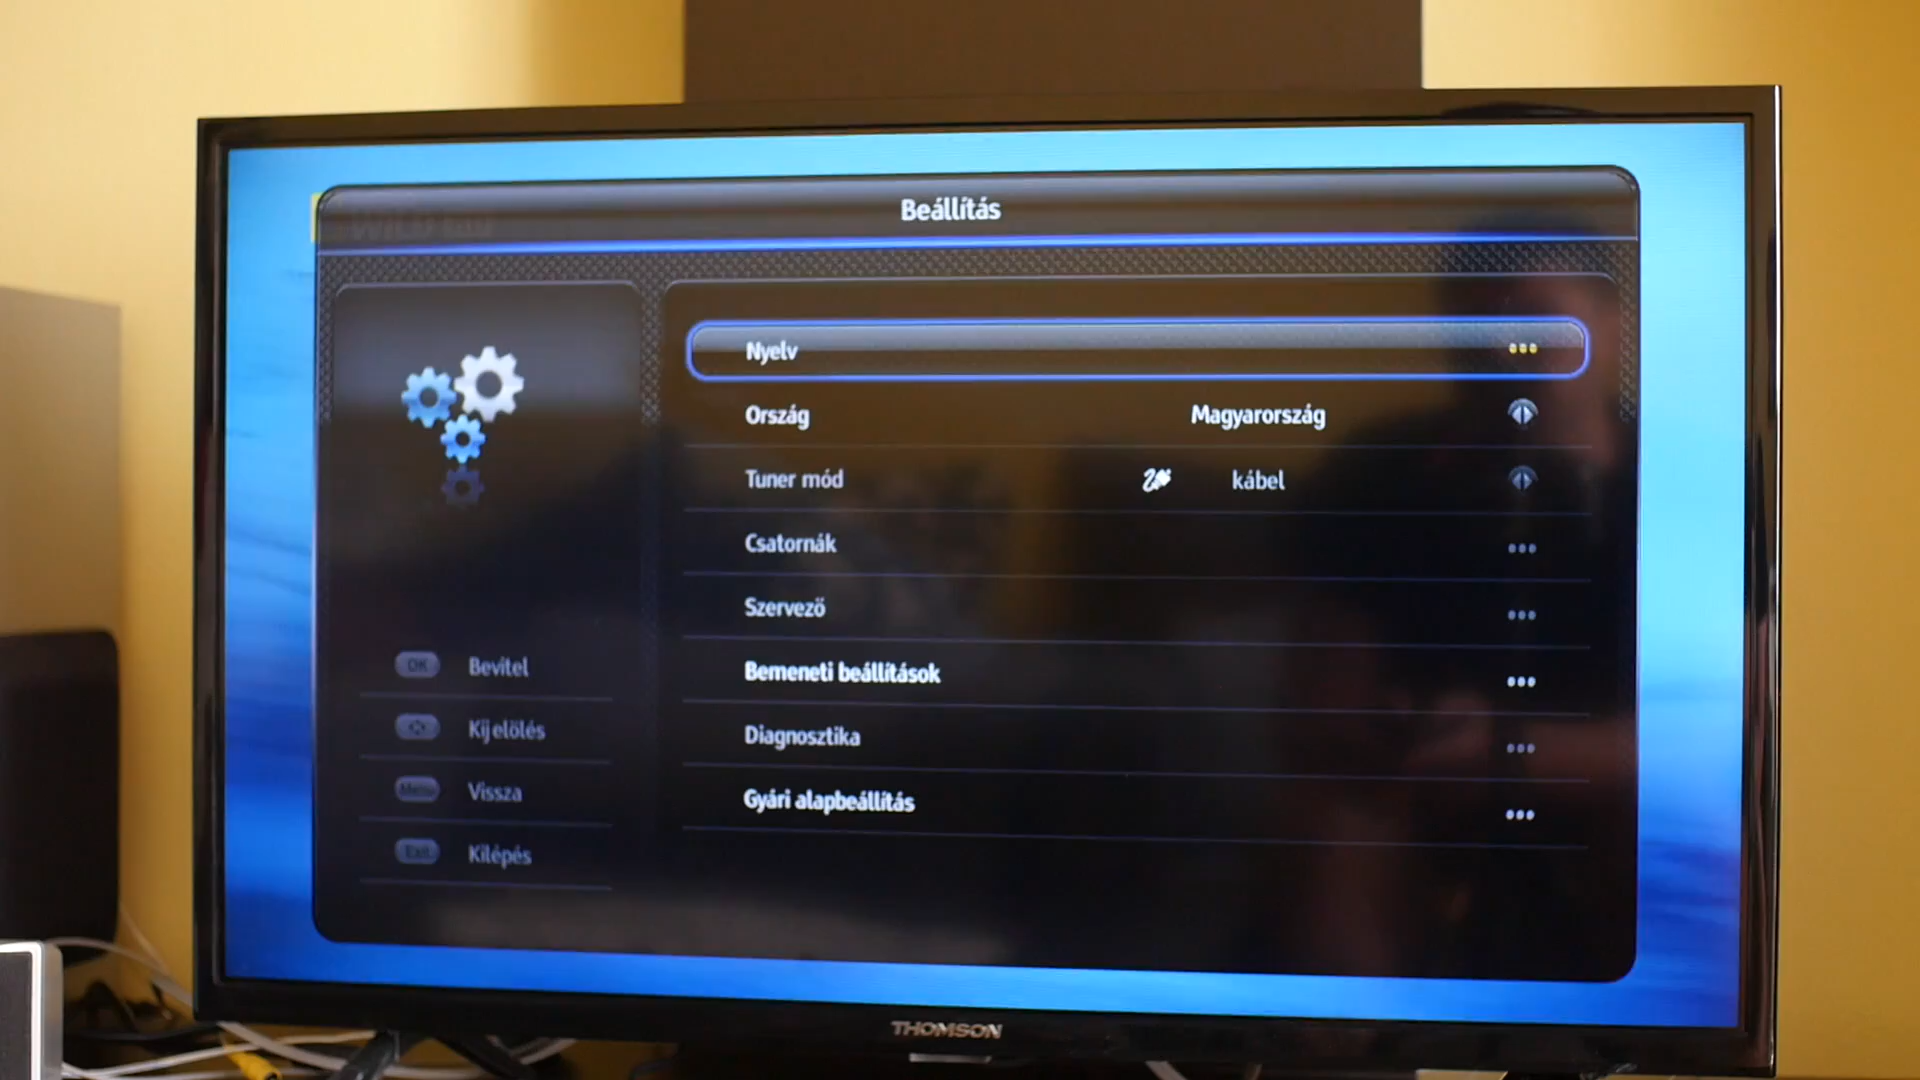 Beállítás
Nyelv
Ország Magyarország
Tuner mód kábel
Csatornák
Szervező
Bemeneti beállítások
Diagnosztika
Gyári alapbeállítás
OK Bevitel
Kijelölés
Menu Vissza
Exit Kilépés
THOMSON